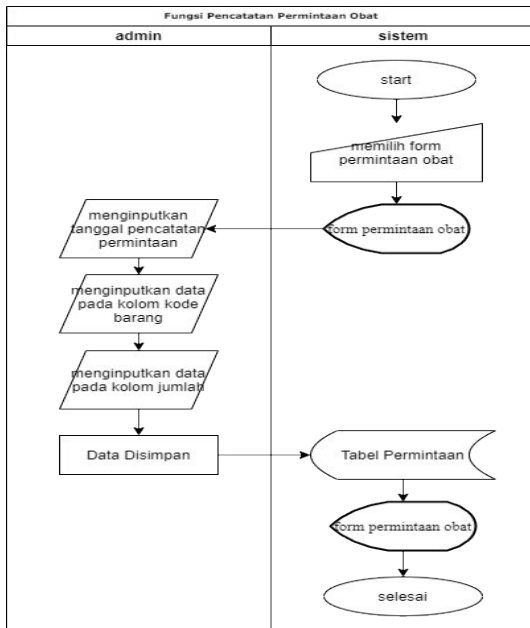 Fungsi Pencatatan Permintaan Obat
admin
sistem
start
memilih form
permintaan obat
form permintaan obat
menginputkan
tanggal pencatatan
permintaan
menginputkan data
pada kolom kode
barang
menginputkan data
pada kolom jumlah
Data Disimpan
Tabel Permintaan
form permintaan obat
selesai